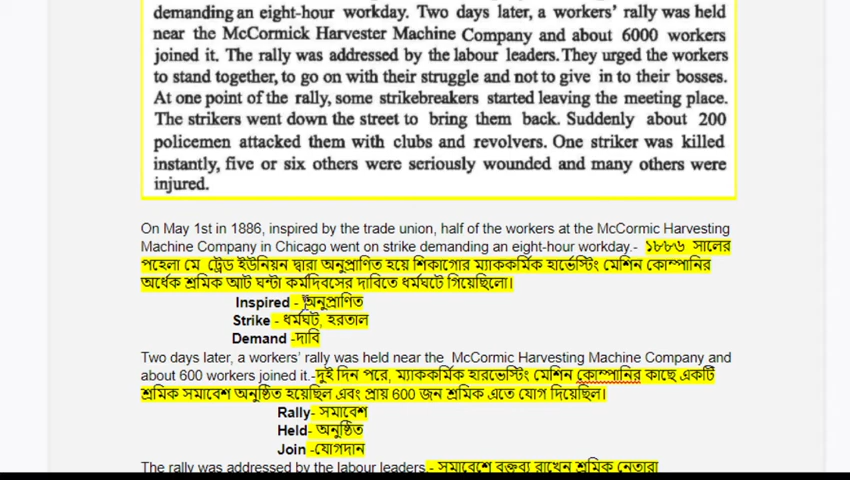 demanding an eight-hour workday. Two days later, a workers' rally was held
near the McCormick Harvester Machine Company and about 6000 workers
joined it. The rally was addressed by the labour leaders. They urged the workers
to stand together, to go on with their struggle and not to give in to their bosses.
At one point of the rally, some strikebreakers started leaving the meeting place.
The strikers went down the street to bring them back. Suddenly about 200
policemen attacked them with clubs and revolvers. One striker was killed
instantly, five or six others were seriously wounded and many others were
injured.
On May 1st in 1886, inspired by the trade union, half of the workers at the McCormic Harvesting
Machine Company in Chicago went on strike demanding an eight-hour workday.- ১৮৮৬ সালের
পহেলা মে ট্রেড ইউনিয়ন দ্বারা অনুপ্রাণিত হয়ে শিকাগোর ম্যাককর্মিক হার্ভেস্টিং মেশিন কোম্পানির
অর্ধেক শ্রমিক আট ঘন্টা কর্মদিবসের দাবিতে ধর্মঘটে গিয়েছিলো।
Inspired - অনুপ্রাণিত
Strike - ধর্মঘট, হরতাল
Demand -দাবি
Two days later, a workers' rally was held near the McCormic Harvesting Machine Company and
about 600 workers joined it.-দুই দিন পরে, ম্যাককর্মিক হারভেস্টিং মেশিন কোম্পানির কাছে একটি
শ্রমিক সমাবেশ অনুষ্ঠিত হয়েছিল এবং প্রায় 600 জন শ্রমিক এতে যোগ দিয়েছিল।
Rally- সমাবেশ
Held- অনুষ্ঠিত
Join -যোগদান
The rally was addressed by the labour leaders.- সমাবেশে বক্তব্য রাখেন শ্রমিক নেতারা